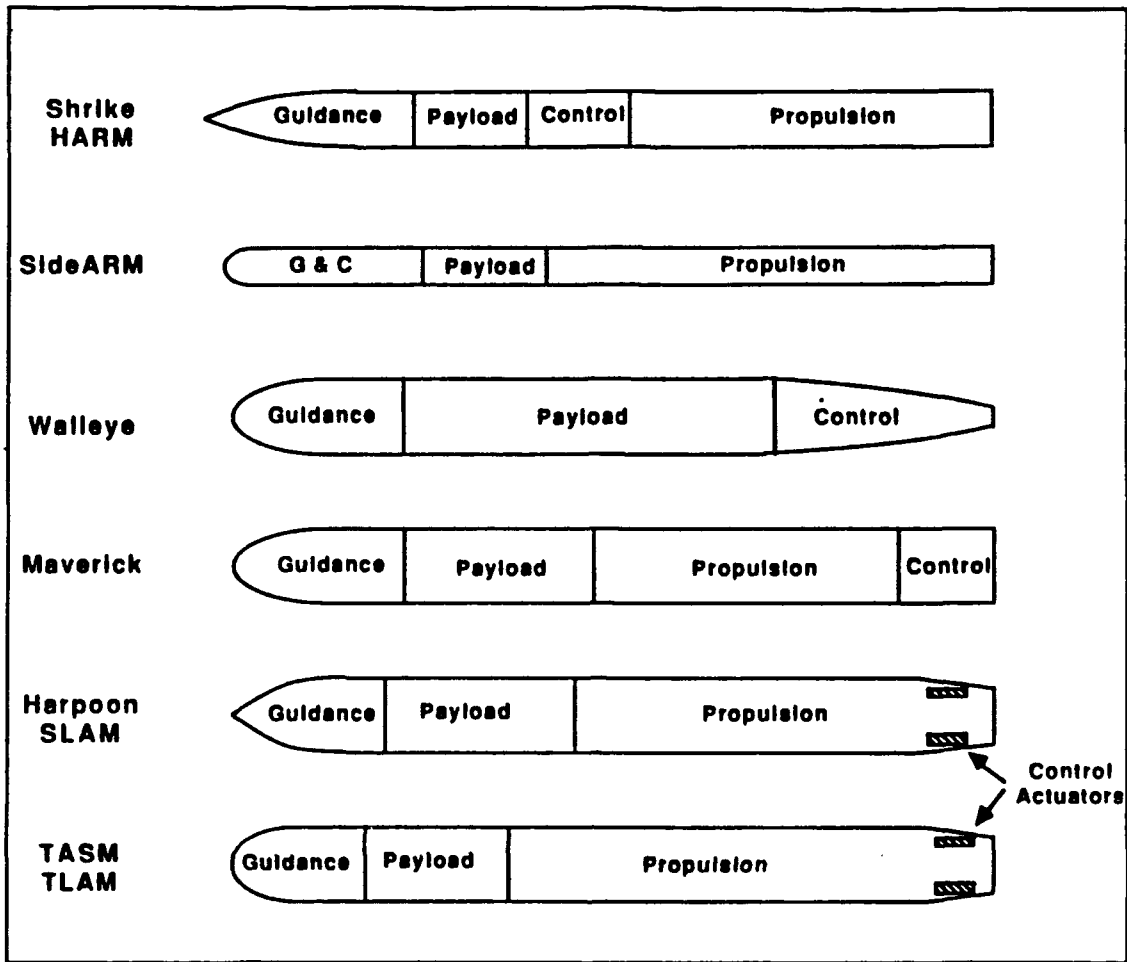 Shrike
HARM
Guidance
Payload
Control
Propulsion
SideARM
G & C
Payload
Propulsion
Walleye
Guidance
Payload
Control
Maverick
Guidance
Payload
Propulsion
Control
Harpoon
SLAM
Guidance
Payload
Propulsion
Control
Actuators
TASM
TLAM
Guidance
Payload
Propulsion